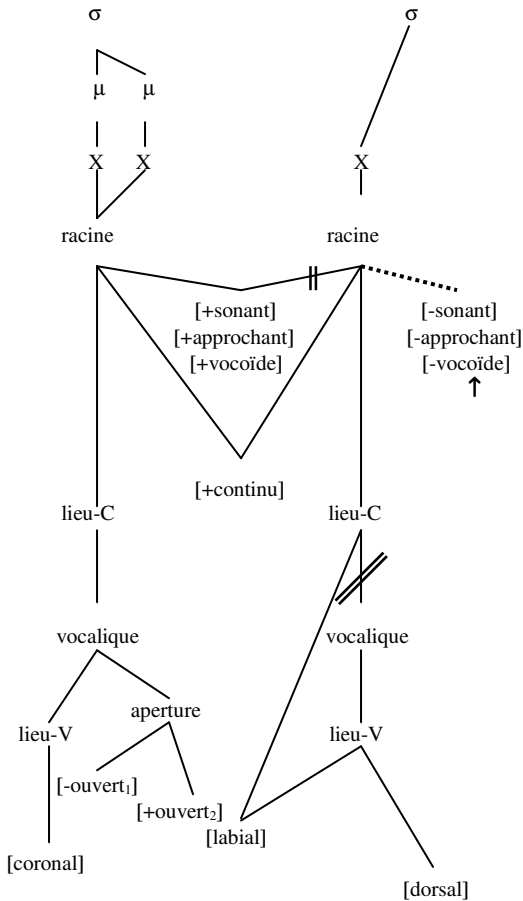 σ σ
μ μ
X X X
racine racine
[+sonant] [-sonant]
[+approchant] [-approchant]
[+vocoïde] [-vocoïde]
↑
[+continu]
lieu-C lieu-C
vocalique vocalique
aperture
lieu-V lieu-V
[-ouvert₁]
[+ouvert₂]
[labial]
[coronal]
[dorsal]